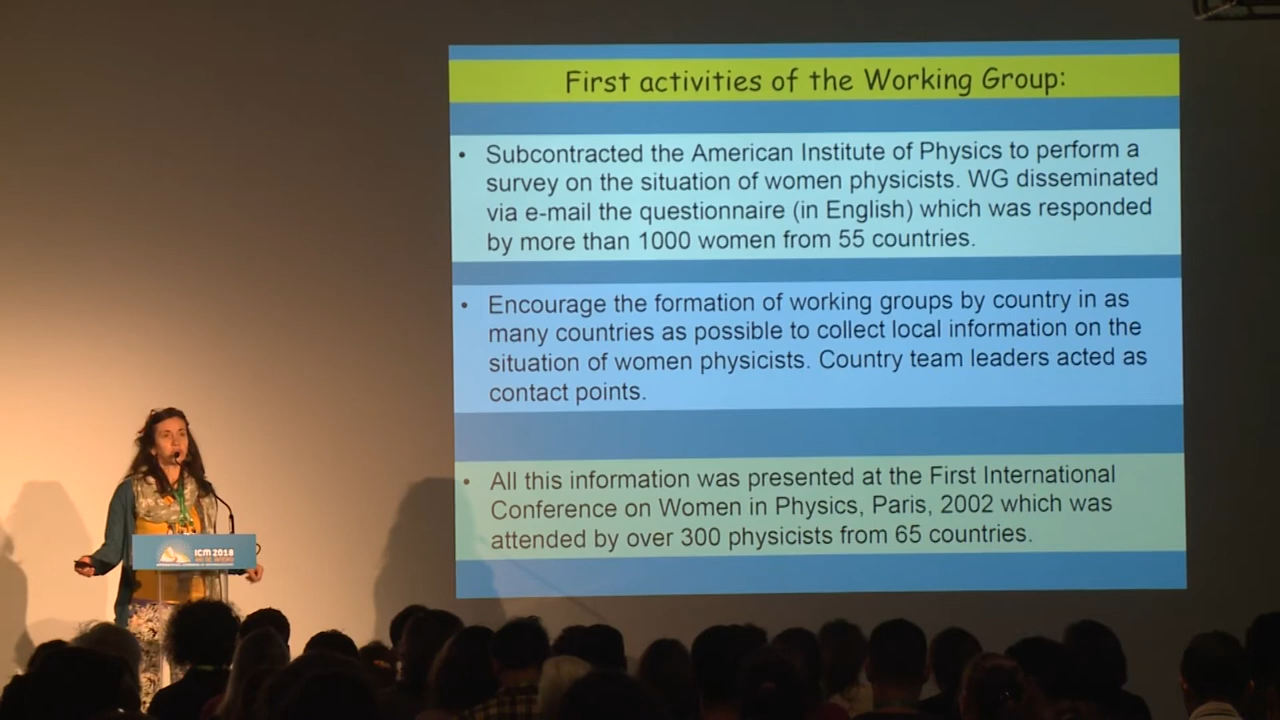 First activities of the Working Group:
• Subcontracted the American Institute of Physics to perform a
survey on the situation of women physicists. WG disseminated
via e-mail the questionnaire (in English) which was responded
by more than 1000 women from 55 countries.
• Encourage the formation of working groups by country in as
many countries as possible to collect local information on the
situation of women physicists. Country team leaders acted as
contact points.
• All this information was presented at the First International
Conference on Women in Physics, Paris, 2002 which was
attended by over 300 physicists from 65 countries.
ICM 2018